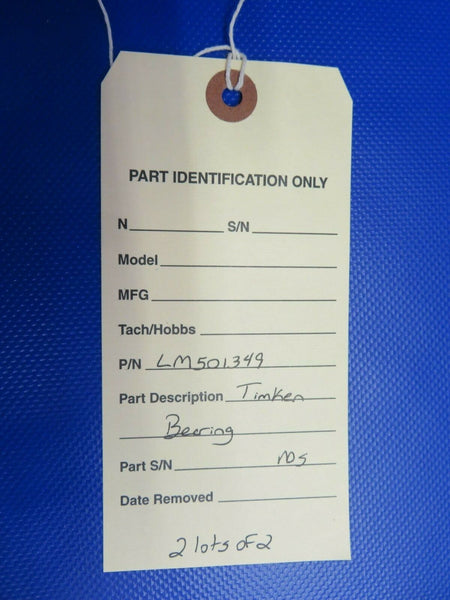 PART IDENTIFICATION ONLY
N S/N
Model
MFG
Tach/Hobbs
P/N LM501349
Part Description Timken
Bearing
Part S/N NS
Date Removed
2 lots of 2